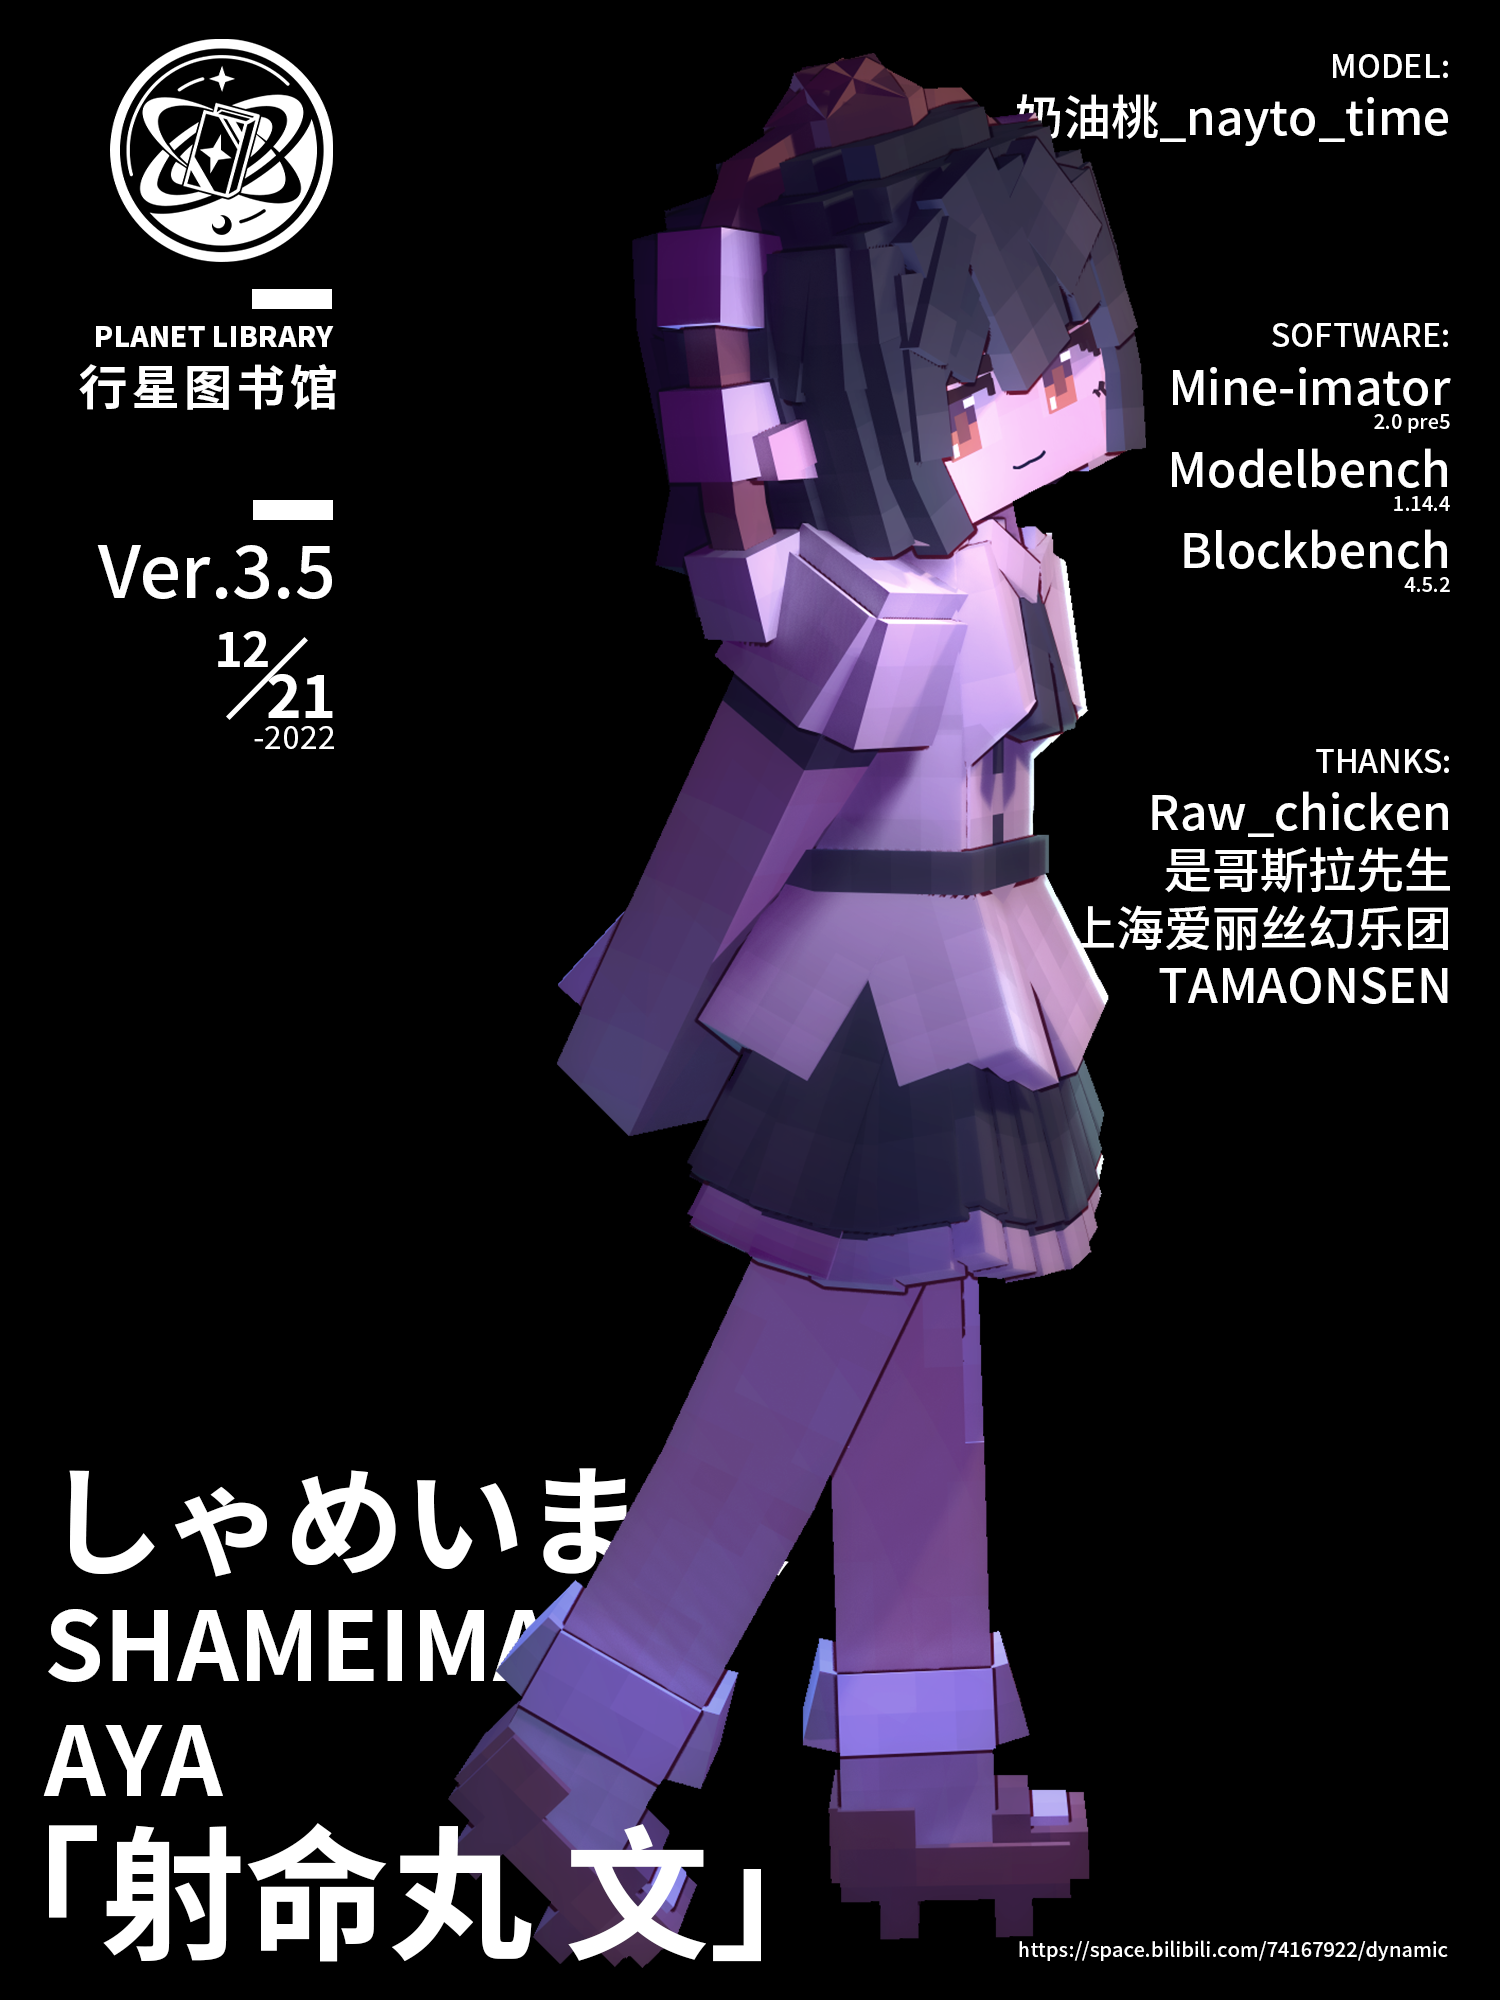 PLANET LIBRARY
行星图书馆
Ver.3.5
12/21
-2022
MODEL:
奶油桃_nayto_time
SOFTWARE:
Mine-imator
2.0 pre5
Modelbench
1.14.4
Blockbench
4.5.2
THANKS:
Raw_chicken
是哥斯拉先生
上海爱丽丝幻乐团
TAMAONSEN
しゃめいま
SHAMEIMA
AYA
「射命丸 文」
https://space.bilibili.com/74167922/dynamic